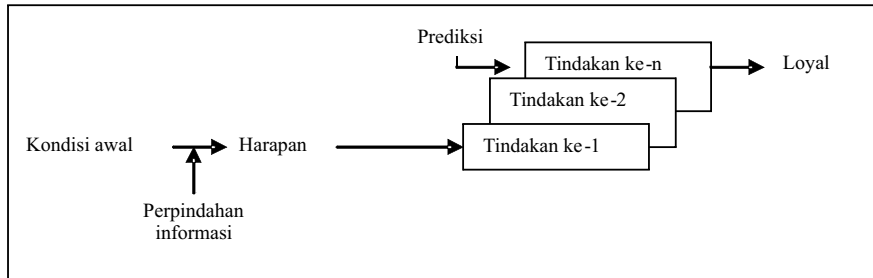 Prediksi
Tindakan ke-n
Loyal
Tindakan ke-2
Kondisi awal
Harapan
Tindakan ke-1
Perpindahan
informasi